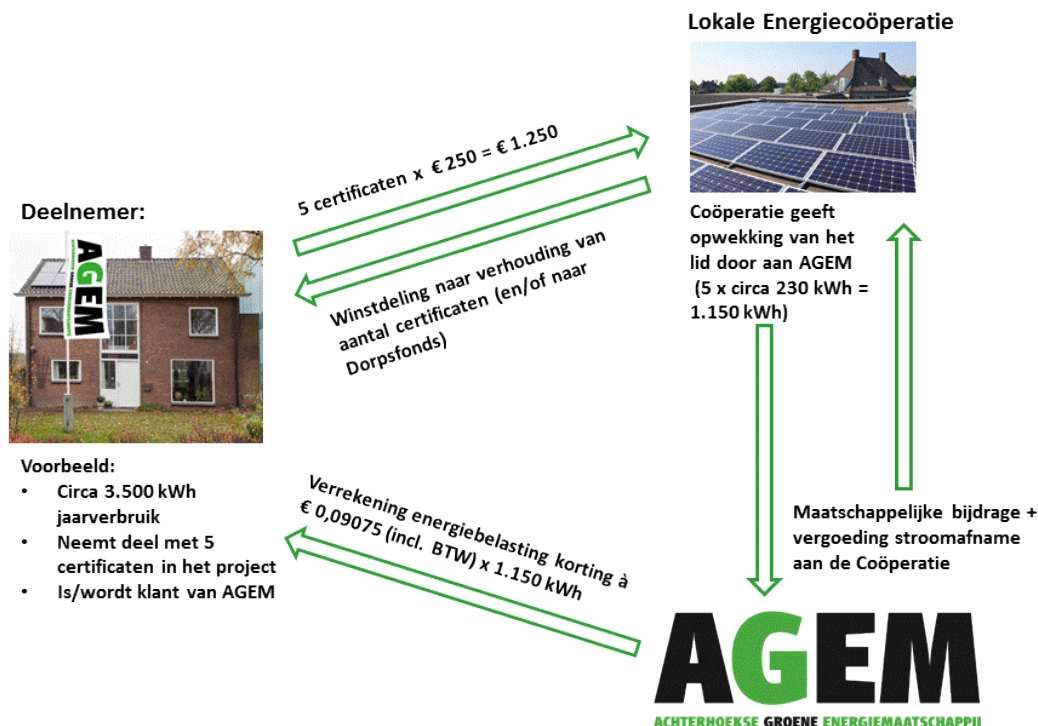 Lokale Energiecoöperatie
5 certificaten x € 250 = € 1.250
Winstdeling naar verhouding van
aantal certificaten (en/of naar
Dorpsfonds)
Deelnemer:
AGEM
Coöperatie geeft
opwekking van het
lid door aan AGEM
(5 x circa 230 kWh =
1.150 kWh)
Voorbeeld:
• Circa 3.500 kWh
jaarverbruik
• Neemt deel met 5
certificaten in het project
• Is/wordt klant van AGEM
Verrekening energiebelasting korting à
€ 0,09075 (incl. BTW) x 1.150 kWh
Maatschappelijke bijdrage +
vergoeding stroomafname
aan de Coöperatie
AGEM
ACHTERHOEKSE GROENE ENERGIEMAATSCHAPPIJ